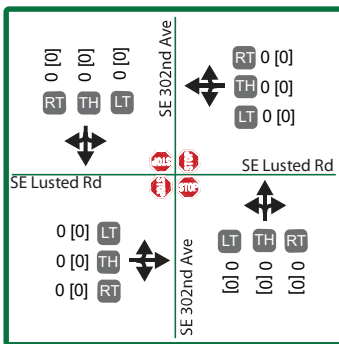 0 [0] 0 [0] 0 [0]
RT TH LT
SE 302nd Ave
RT 0 [0]
TH 0 [0]
LT 0 [0]
STOP STOP
STOP STOP
SE Lusted Rd
SE Lusted Rd
0 [0] LT
0 [0] TH
0 [0] RT
SE 302nd Ave
LT TH RT
[0] 0 [0] 0 [0] 0